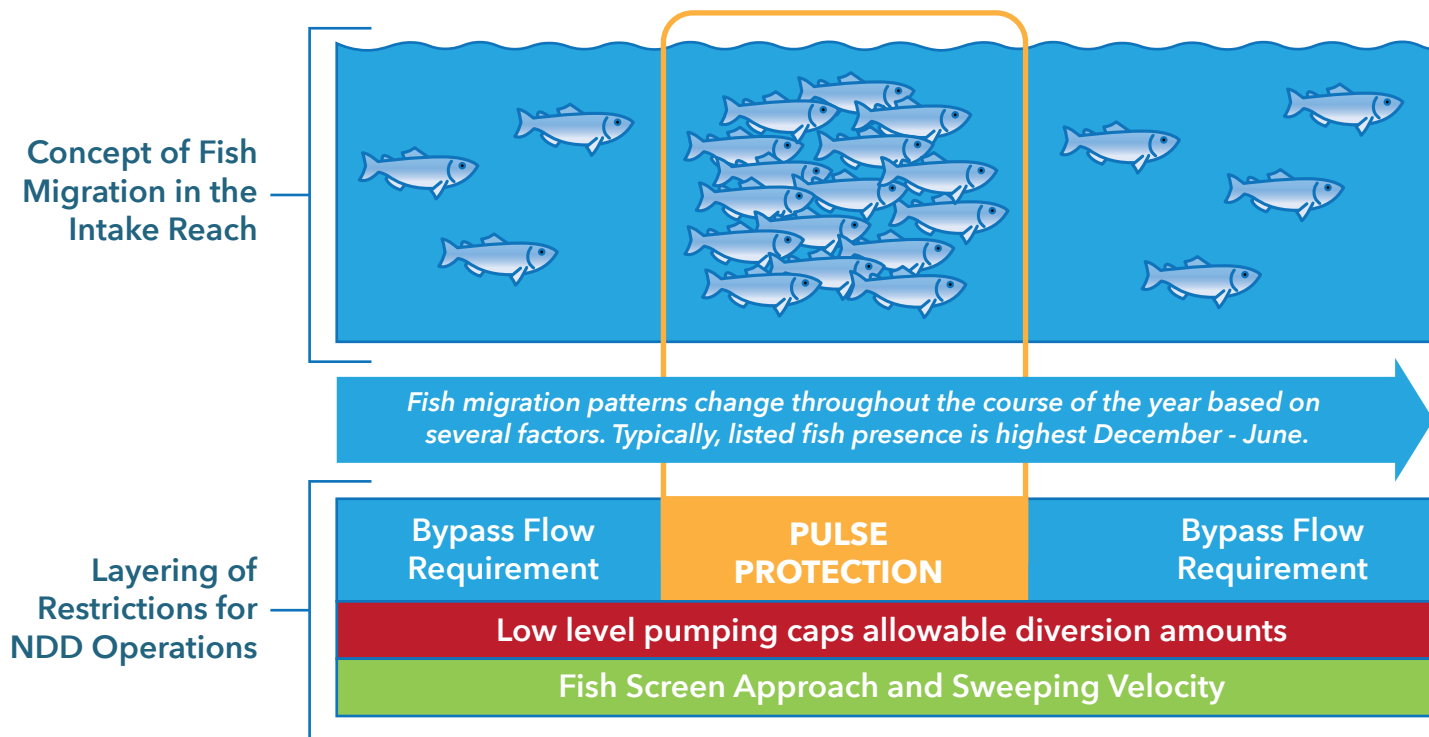 Concept of Fish
Migration in the
Intake Reach
Fish migration patterns change throughout the course of the year based on
several factors. Typically, listed fish presence is highest December - June.
Layering of
Restrictions for
NDD Operations
Bypass Flow
Requirement
PULSE
PROTECTION
Bypass Flow
Requirement
Low level pumping caps allowable diversion amounts
Fish Screen Approach and Sweeping Velocity